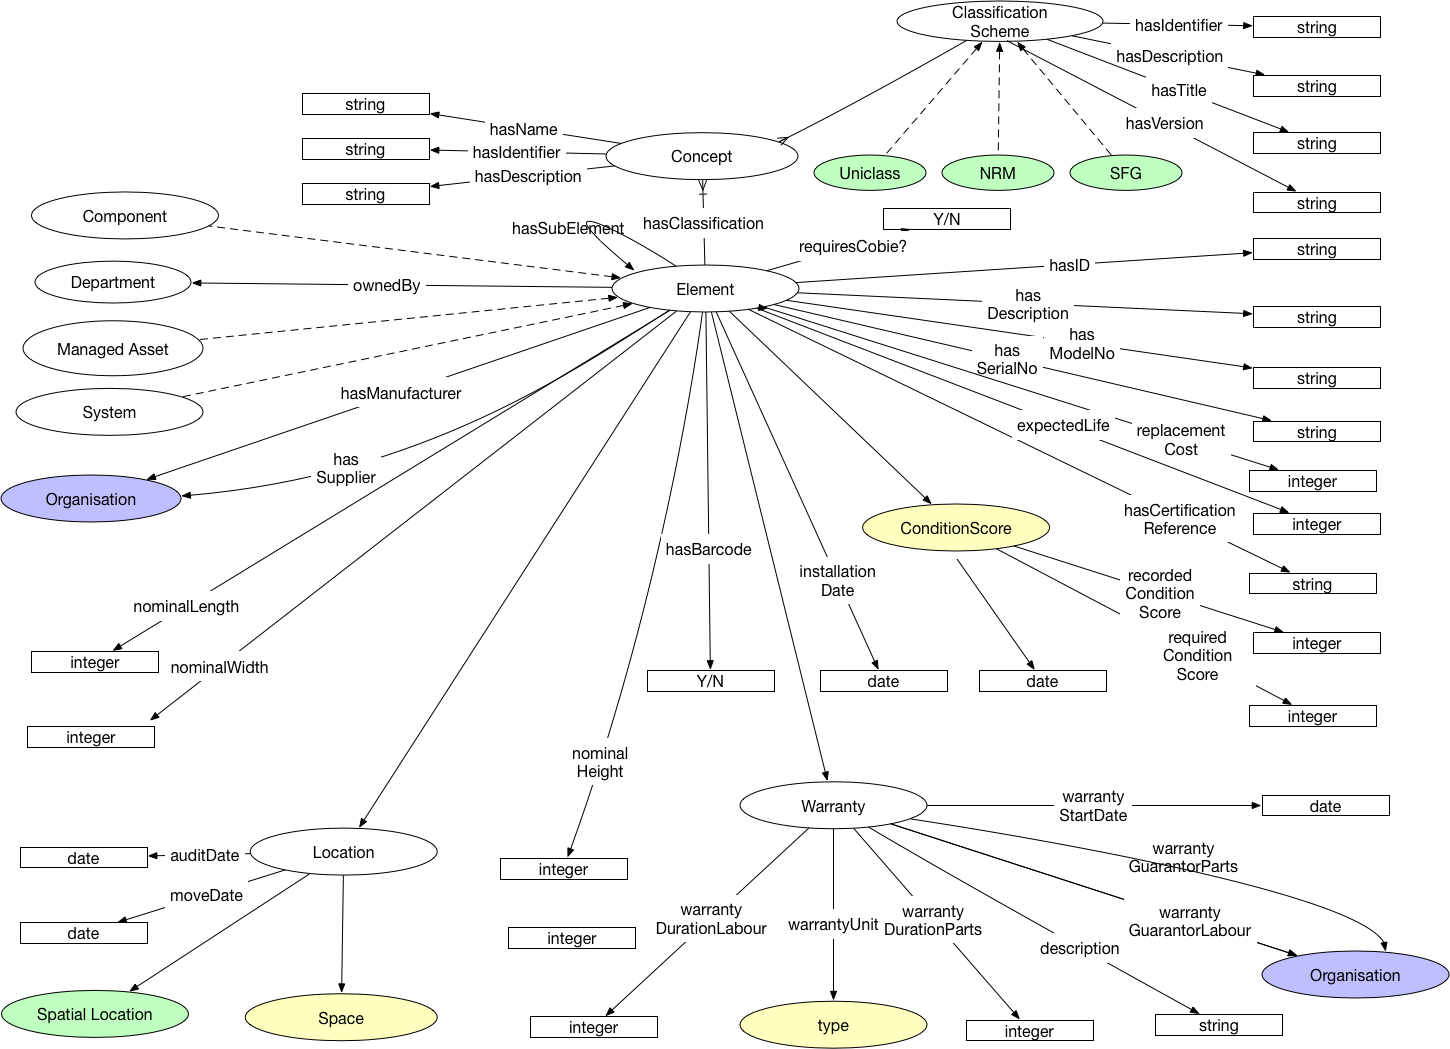 Classification
Scheme
hasIdentifier
string
hasDescription
string
hasTitle
string
hasVersion
string
string
hasName
string
hasIdentifier
string
hasDescription
Concept
Uniclass
NRM
SFG
Component
hasSubElement
hasClassification
Y/N
requiresCobie?
string
hasID
Department
ownedBy
Element
has
Description
string
Managed Asset
has
ModelNo
has
SerialNo
string
System
hasManufacturer
expectedLife
replacement
Cost
string
has
Supplier
integer
Organisation
hasCertification
Reference
integer
ConditionScore
hasBarcode
installation
Date
recorded
Condition
Score
string
nominalLength
required
Condition
Score
integer
integer
nominalWidth
Y/N
date
date
integer
integer
nominal
Height
Warranty
warranty
StartDate
date
date
auditDate
Location
integer
warranty
GuarantorParts
moveDate
date
integer
warranty
DurationLabour
warrantyUnit
warranty
DurationParts
description
warranty
GuarantorLabour
Organisation
Spatial Location
Space
integer
type
integer
string